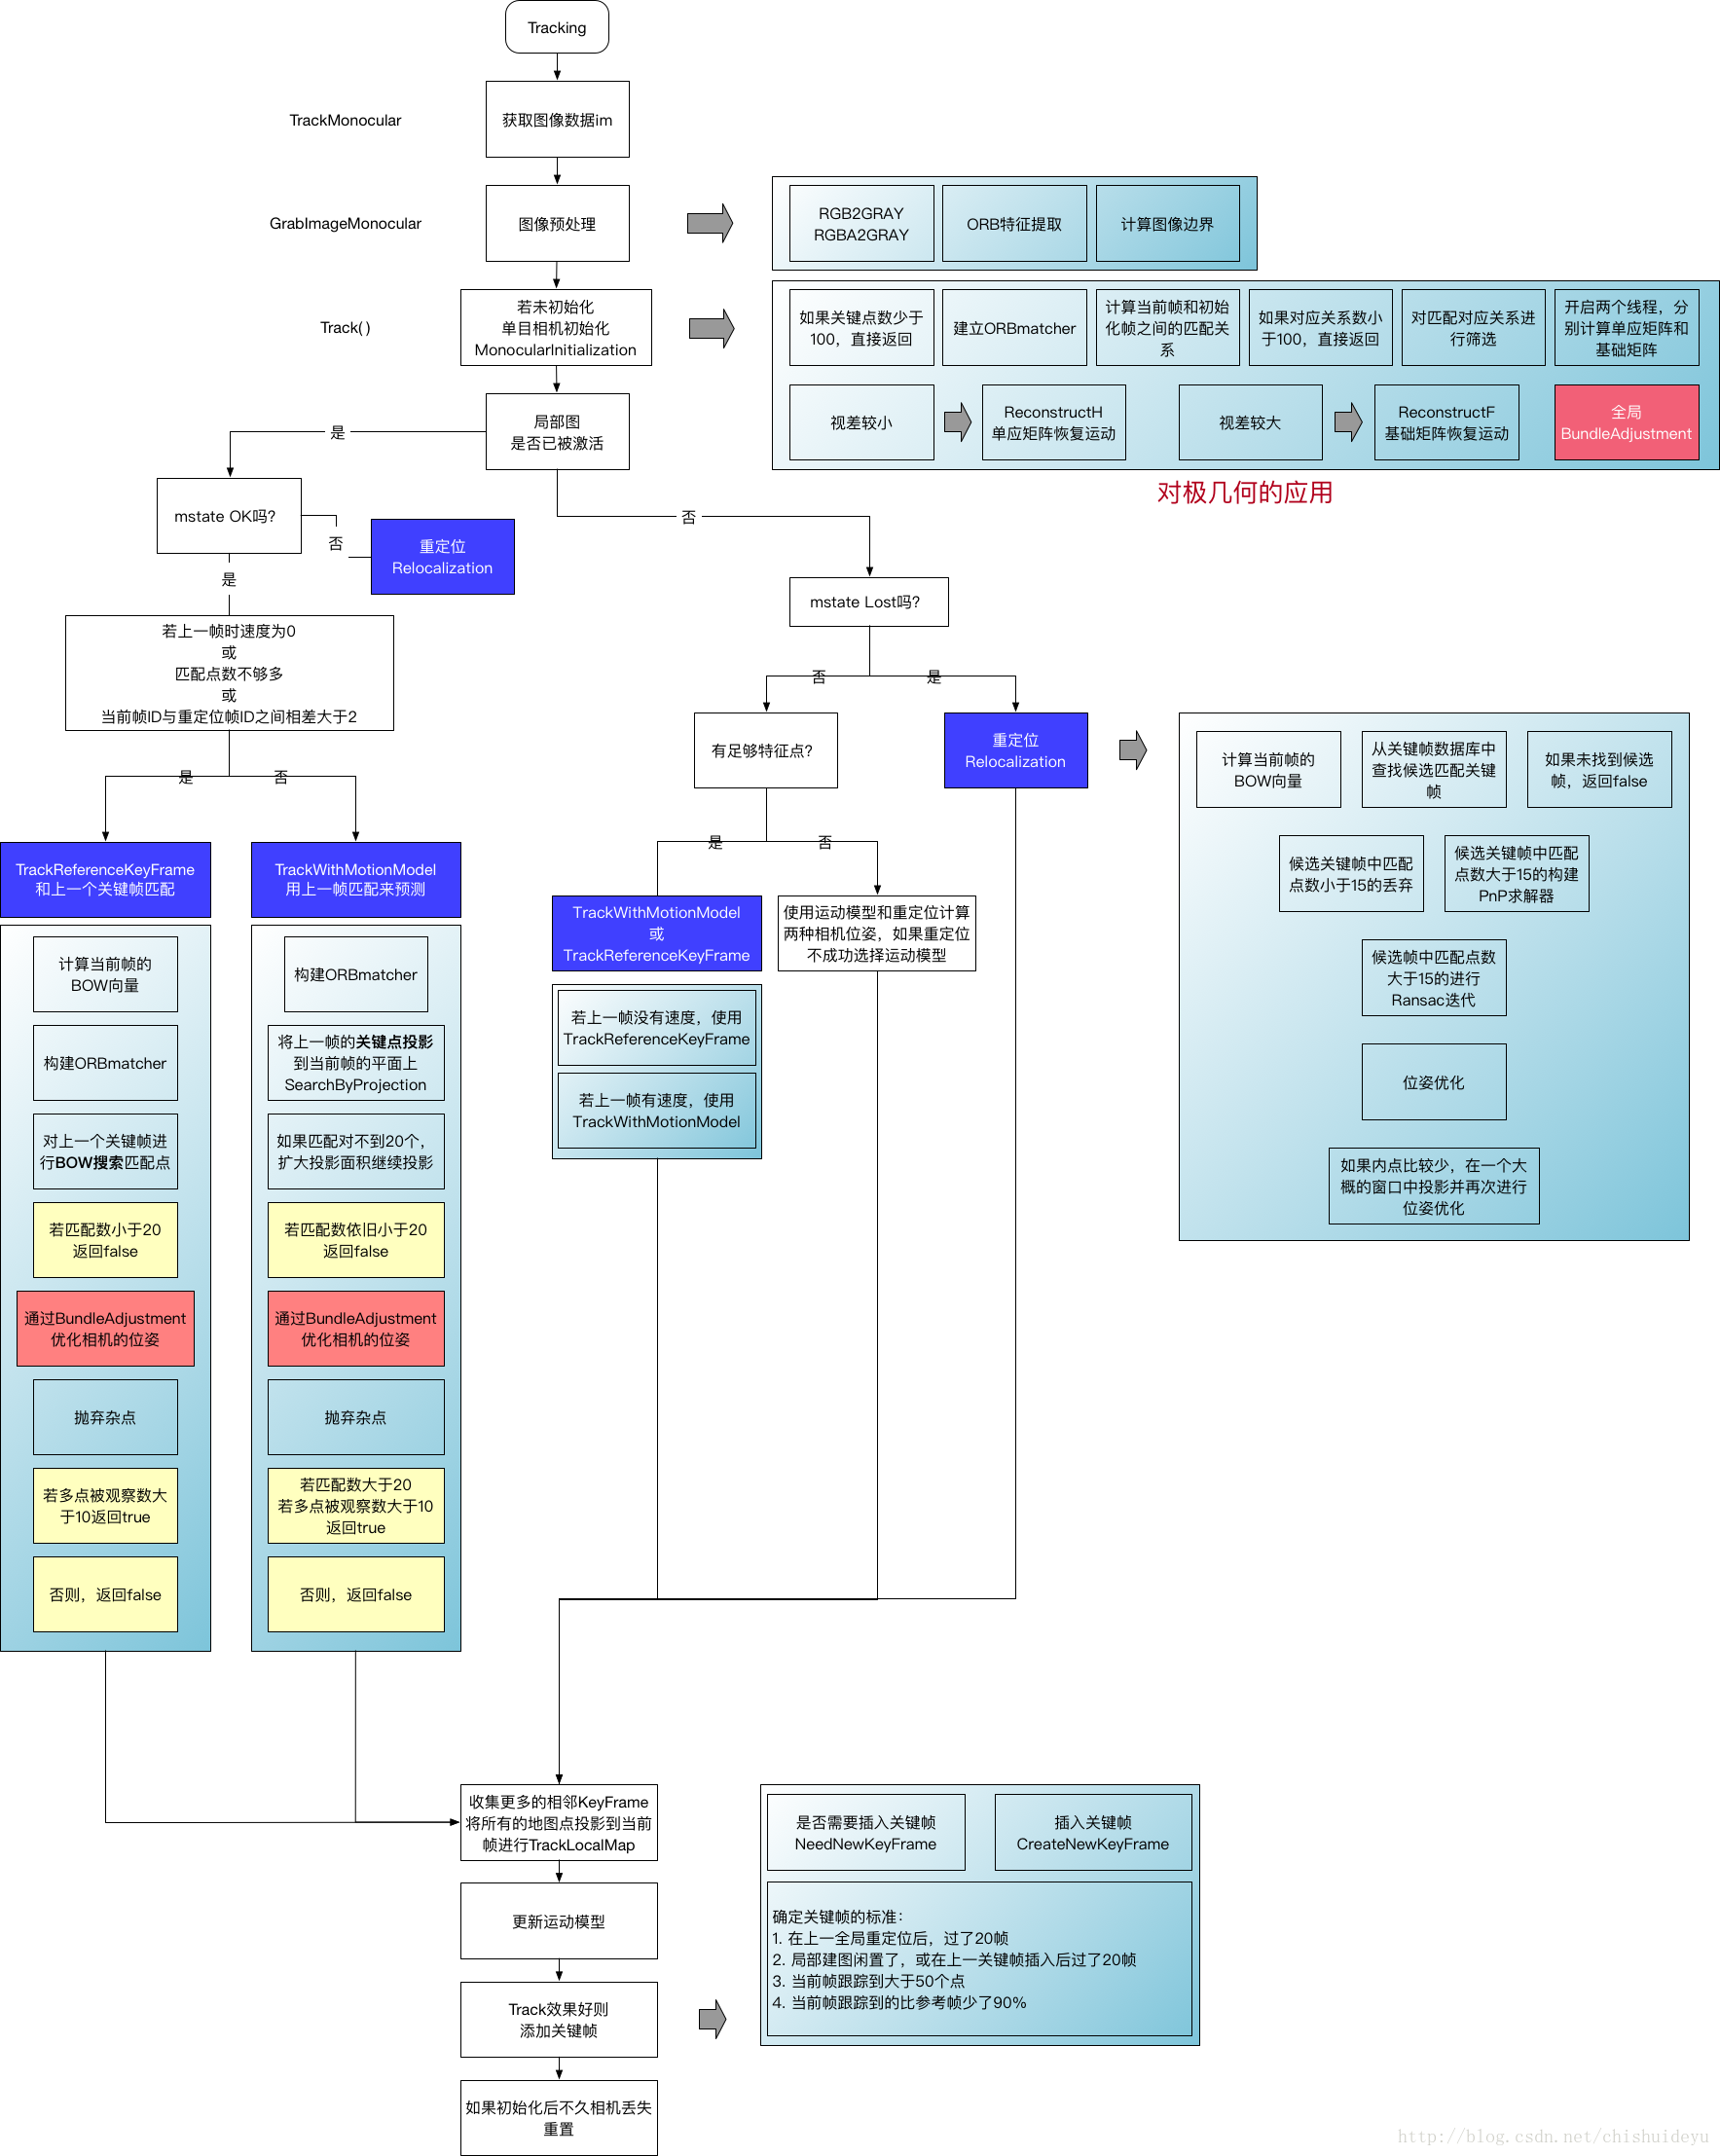 Tracking
TrackMonocular
获取图像数据im
GrabImageMonocular
图像预处理
RGB2GRAY
RGBA2GRAY
ORB特征提取
计算图像边界
Track( )
若未初始化
单目相机初始化
MonocularInitialization
如果关键点数少于
100，直接返回
建立ORBmatcher
计算当前帧和初始
化帧之间的匹配关
系
如果对应关系数小
于100，直接返回
对匹配对应关系进
行筛选
开启两个线程，分
别计算单应矩阵和
基础矩阵
视差较小
ReconstructH
单应矩阵恢复运动
视差较大
ReconstructF
基础矩阵恢复运动
全局
BundleAdjustment
对极几何的应用
局部图
是否已被激活
是
否
mstate OK吗？
否
重定位
Relocalization
是
若上一帧时速度为0
或
匹配点数不够多
或
当前帧ID与重定位帧ID之间相差大于2
是
否
mstate Lost吗？
否
是
有足够特征点？
重定位
Relocalization
是
否
计算当前帧的
BOW向量
从关键帧数据库中
查找候选匹配关键
帧
如果未找到候选
帧，返回false
候选关键帧中匹配
点数小于15的丢弃
候选关键帧中匹配
点数大于15的构建
PnP求解器
候选帧中匹配点数
大于15的进行
Ransac迭代
位姿优化
如果内点比较少，在一个大
概的窗口中投影并再次进行
位姿优化
TrackReferenceKeyFrame
和上一个关键帧匹配
计算当前帧的
BOW向量
构建ORBmatcher
对上一个关键帧进
行BOW搜索匹配点
若匹配数小于20
返回false
通过BundleAdjustment
优化相机的位姿
抛弃杂点
若多点被观察数大
于10返回true
否则，返回false
TrackWithMotionModel
用上一帧匹配来预测
构建ORBmatcher
将上一帧的关键点投影
到当前帧的平面上
SearchByProjection
如果匹配对不到20个，
扩大投影面积继续投影
若匹配数依旧小于20
返回false
通过BundleAdjustment
优化相机的位姿
抛弃杂点
若匹配数大于20
若多点被观察数大于10
返回true
否则，返回false
TrackWithMotionModel
或
TrackReferenceKeyFrame
若上一帧没有速度，使用
TrackReferenceKeyFrame
若上一帧有速度，使用
TrackWithMotionModel
使用运动模型和重定位计算
两种相机位姿，如果重定位
不成功选择运动模型
收集更多的相邻KeyFrame
将所有的地图点投影到当前
帧进行TrackLocalMap
更新运动模型
Track效果好则
添加关键帧
如果初始化后不久相机丢失
重置
是否需要插入关键帧
NeedNewKeyFrame
插入关键帧
CreateNewKeyFrame
确定关键帧的标准：
1. 在上一全局重定位后，过了20帧
2. 局部建图闲置了，或在上一关键帧插入后过了20帧
3. 当前帧跟踪到大于50个点
4. 当前帧跟踪到的比参考帧少了90%
http://blog.csdn.net/chishuideyu